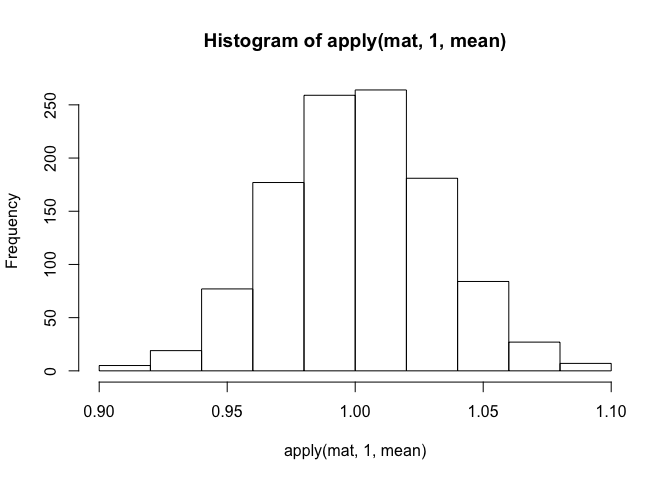 Histogram of apply(mat, 1, mean)
Frequency
250
200
150
100
50
0
0.90 0.95 1.00 1.05 1.10
apply(mat, 1, mean)